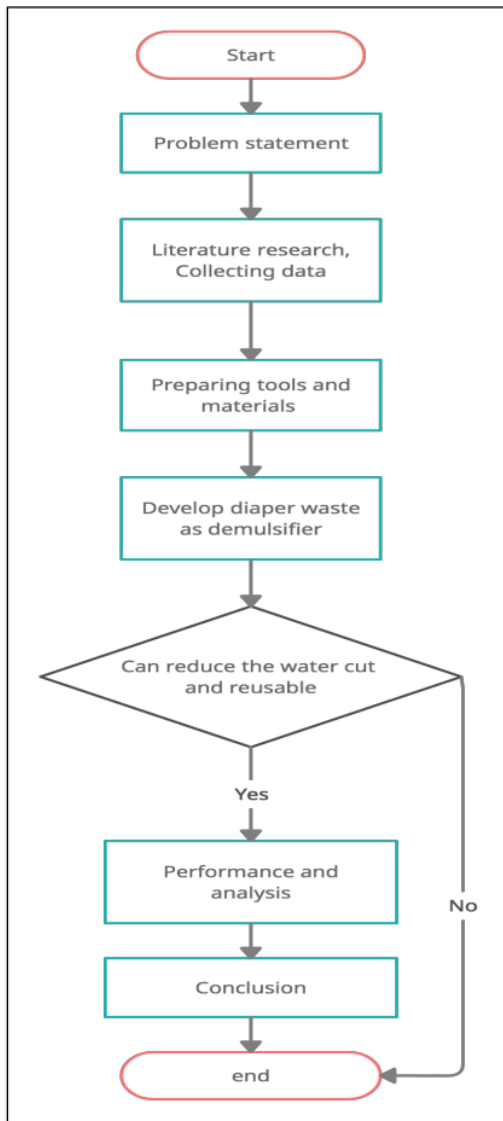 Start
Problem statement
Literature research,
Collecting data
Preparing tools and
materials
Develop diaper waste
as demulsifier
Can reduce the water cut
and reusable
Yes
Performance and
analysis
No
Conclusion
end